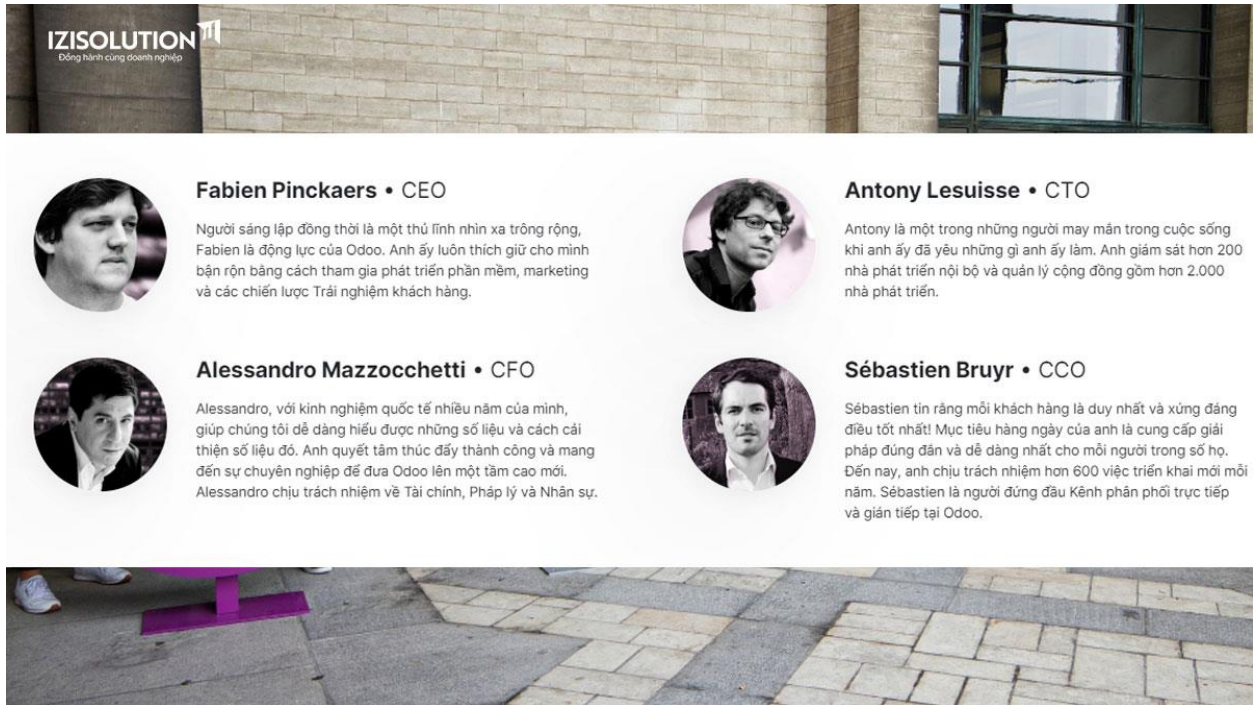 IZISOLUTION
Đồng hành cùng doanh nghiệp
Fabien Pinckaers • CEO
Người sáng lập đồng thời là một thủ lĩnh nhìn xa trông rộng,
Fabien là động lực của Odoo. Anh ấy luôn thích giữ cho mình
bận rộn bằng cách tham gia phát triển phần mềm, marketing
và các chiến lược Trải nghiệm khách hàng.
Antony Lesuisse • CTO
Antony là một trong những người may mắn trong cuộc sống
khi anh ấy đã yêu những gì anh ấy làm. Anh giám sát hơn 200
nhà phát triển nội bộ và quản lý cộng đồng gồm hơn 2.000
nhà phát triển.
Alessandro Mazzocchetti • CFO
Alessandro, với kinh nghiệm quốc tế nhiều năm của mình,
giúp chúng tôi dễ dàng hiểu được những số liệu và cách cải
thiện số liệu đó. Anh quyết tâm thúc đẩy thành công và mang
đến sự chuyên nghiệp để đưa Odoo lên một tầm cao mới.
Alessandro chịu trách nhiệm về Tài chính, Pháp lý và Nhân sự.
Sébastien Bruyr • CCO
Sébastien tin rằng mỗi khách hàng là duy nhất và xứng đáng
điều tốt nhất! Mục tiêu hàng ngày của anh là cung cấp giải
pháp đúng đắn và dễ dàng nhất cho mỗi người trong số họ.
Đến nay, anh chịu trách nhiệm hơn 600 việc triển khai mới mỗi
năm. Sébastien là người đứng đầu Kênh phân phối trực tiếp
và gián tiếp tại Odoo.